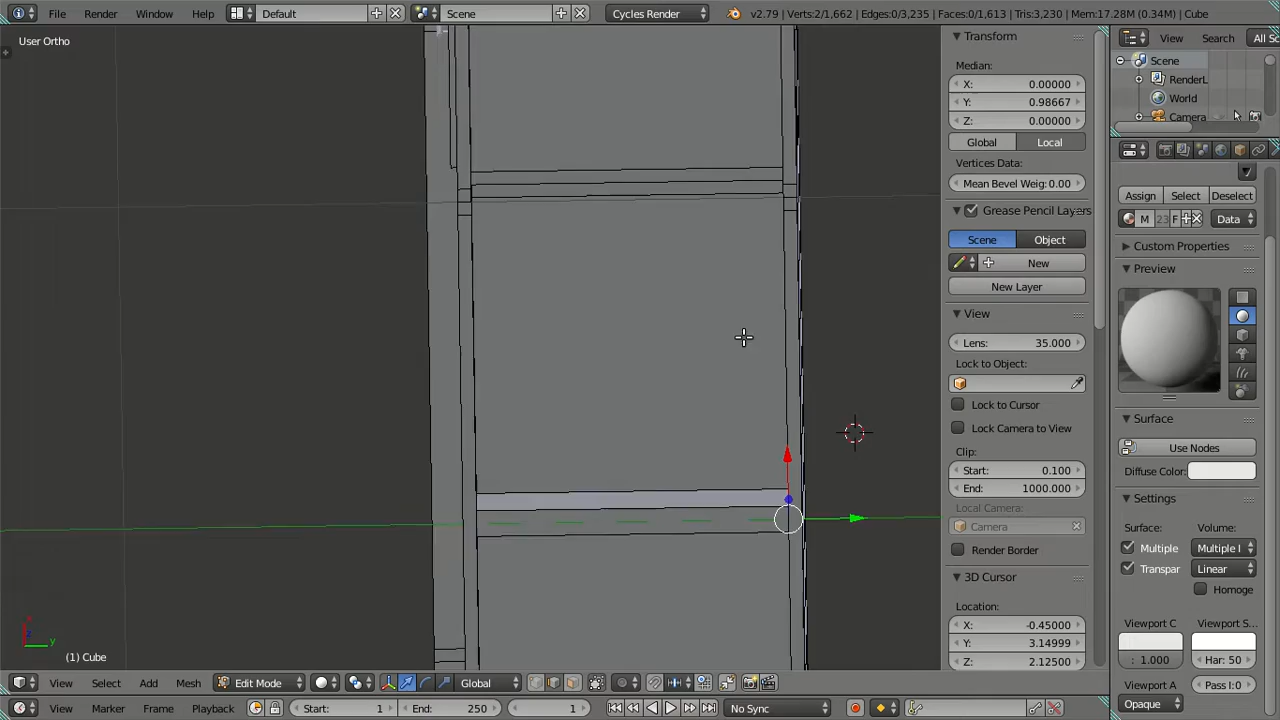 File Render Window Help Default Scene Cycles Render v2.79 | Verts:2/1,662 | Edges:0/3,235 | Faces:0/1,613 | Tris:3,230 | Mem:17.28M (0.34M) | Cube
User Ortho
Transform
Median:
X: 0.00000
Y: 0.98667
Z: 0.00000
Global Local
Vertices Data:
Mean Bevel Weig: 0.00
Grease Pencil Layers
Scene Object
New
New Layer
View
Lens: 35.000
Lock to Object:
Lock to Cursor
Lock Camera to View
Clip:
Start: 0.100
End: 1000.000
Local Camera:
Camera
Render Border
3D Cursor
Location:
X: -0.45000
Y: 3.14999
Z: 2.12500
View Search All Sc
Scene
RenderL
World
Camera
Assign Select Deselect
M 23 F Data
Custom Properties
Preview
Surface
Use Nodes
Diffuse Color:
Settings
Surface: Volume:
Multiple Multiple I
Transpar Linear
Homoge
Viewport C Viewport S...
: 1.000 Har: 50
Viewport A Pass I: 0
Opaque
x
z
y
(1) Cube
View Select Add Mesh Edit Mode Global
View Marker Frame Playback Start: 1 End: 250 1 No Sync